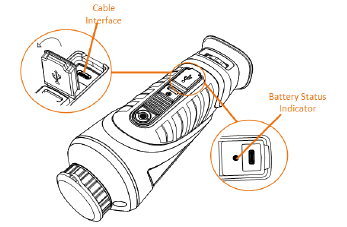 Cable
Interface
Battery Status
Indicator